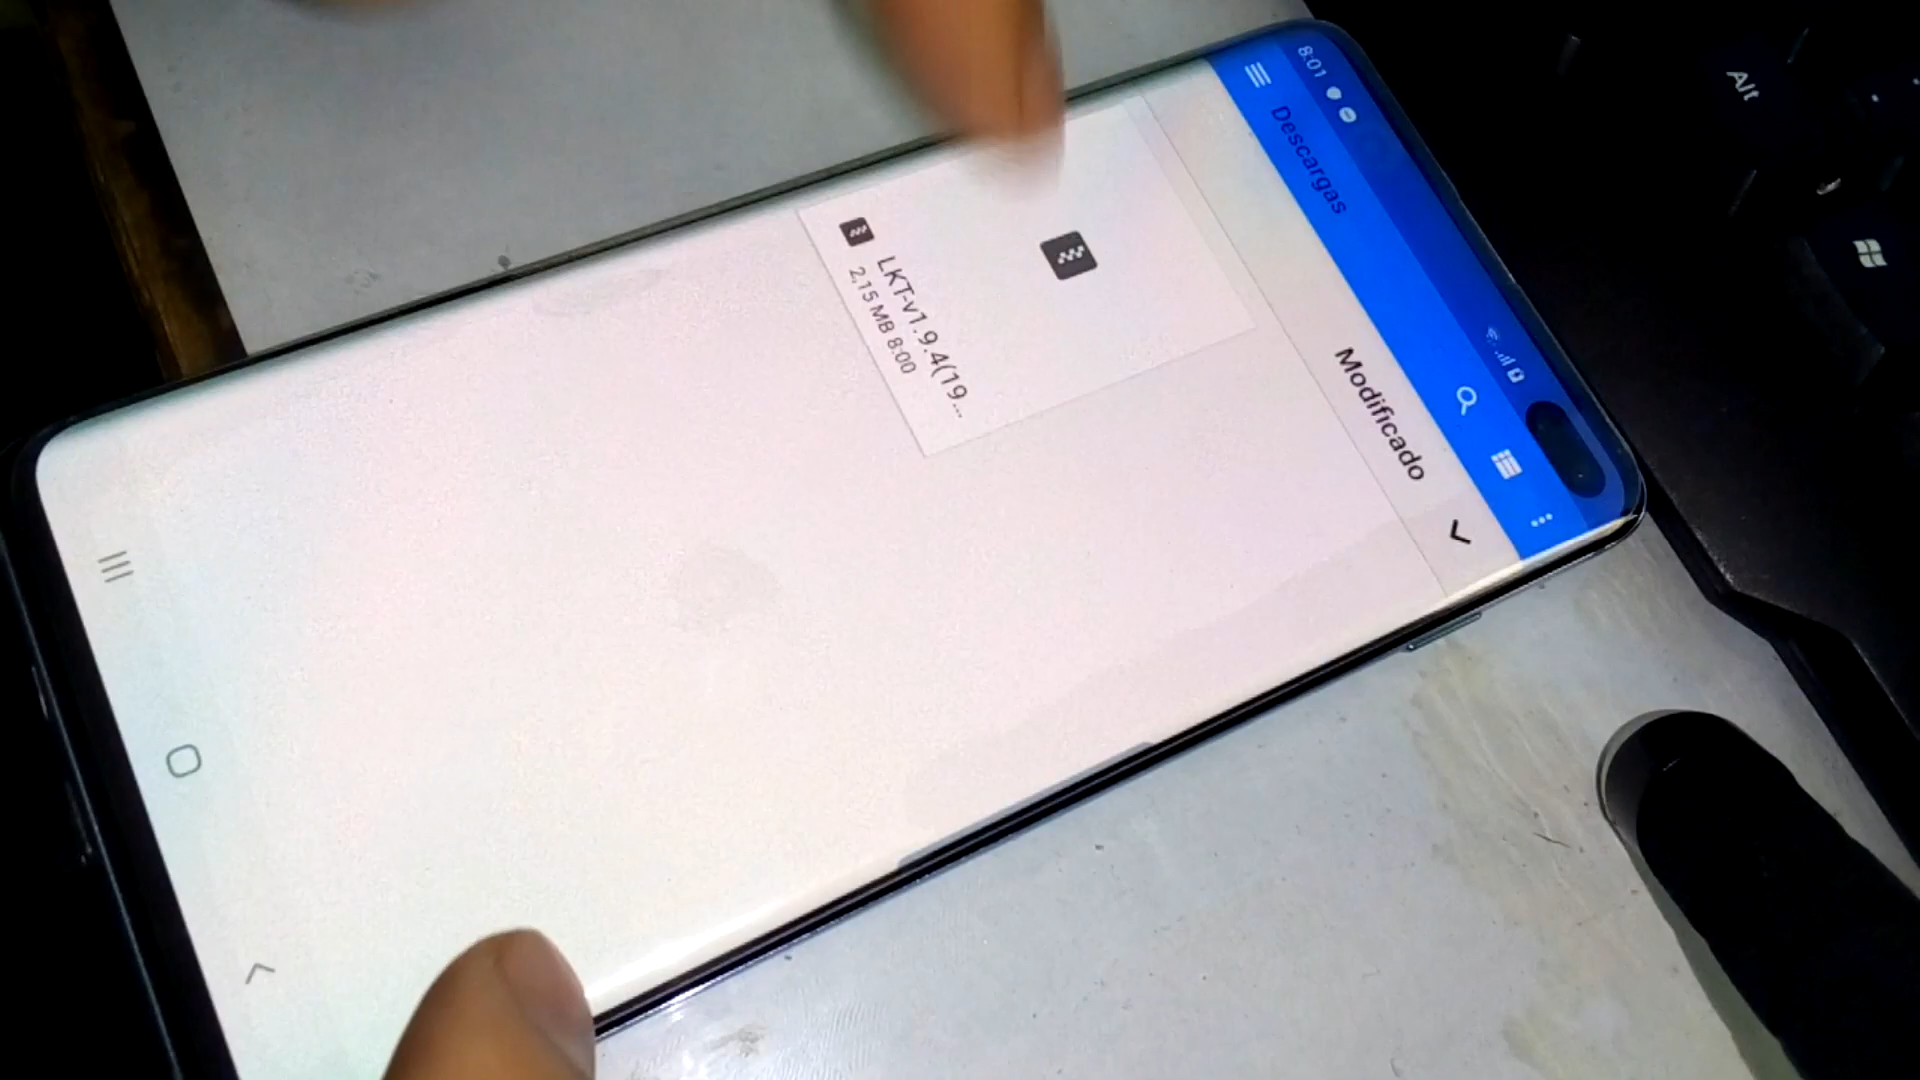 8:01
Descargas
Modificado
LKT-v1.9.4(19...
2,15 MB 8:00
Alt